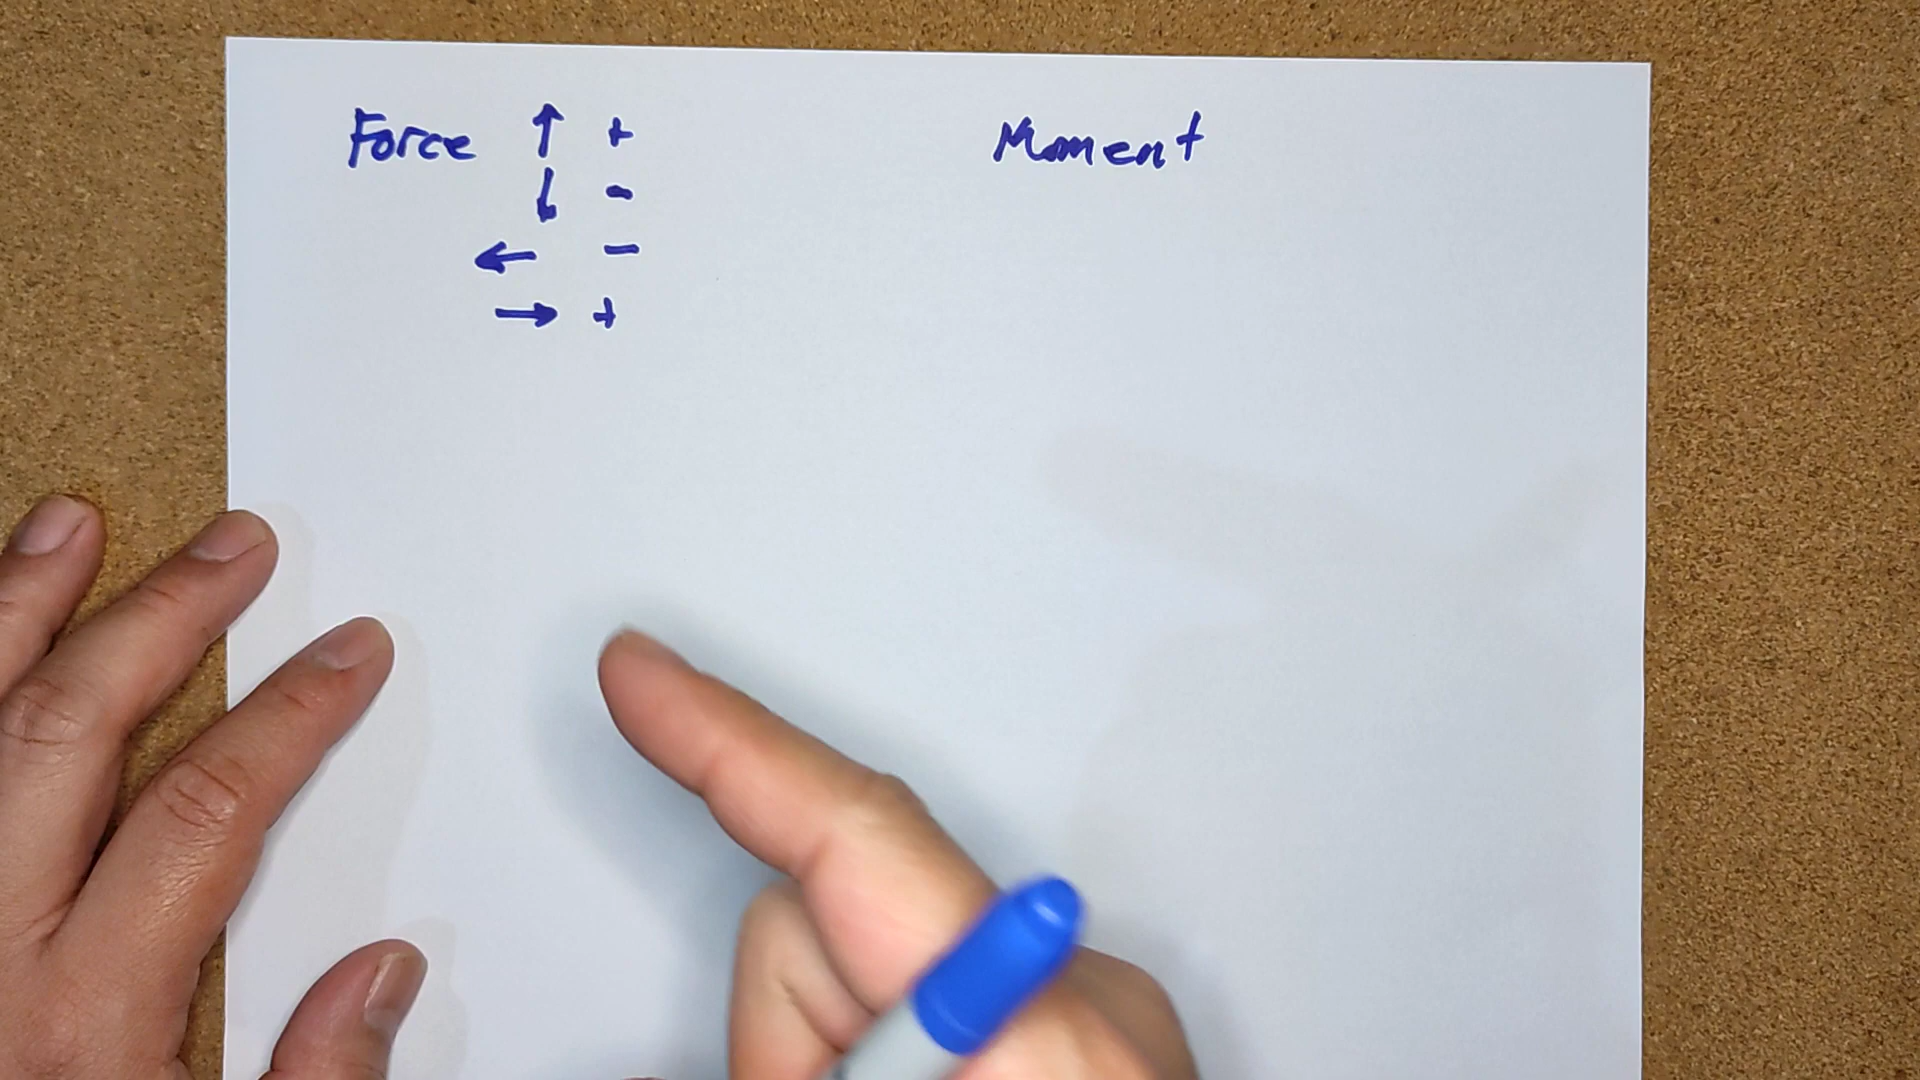 Force ↑ + Moment
↓ -
← -
→ +